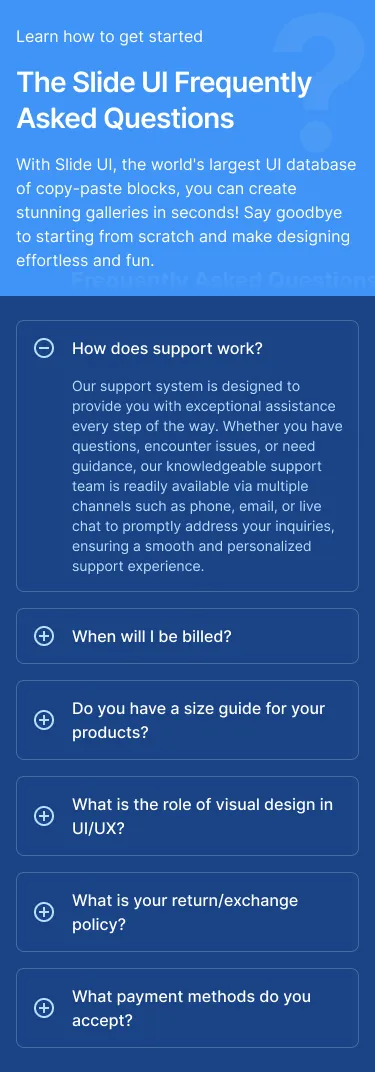 Learn how to get started
The Slide UI Frequently
Asked Questions
With Slide UI, the world's largest UI database
of copy-paste blocks, you can create
stunning galleries in seconds! Say goodbye
to starting from scratch and make designing
effortless and fun.
Frequently Asked Questions
How does support work?
Our support system is designed to
provide you with exceptional assistance
every step of the way. Whether you have
questions, encounter issues, or need
guidance, our knowledgeable support
team is readily available via multiple
channels such as phone, email, or live
chat to promptly address your inquiries,
ensuring a smooth and personalized
support experience.
When will I be billed?
Do you have a size guide for your
products?
What is the role of visual design in
UI/UX?
What is your return/exchange
policy?
What payment methods do you
accept?